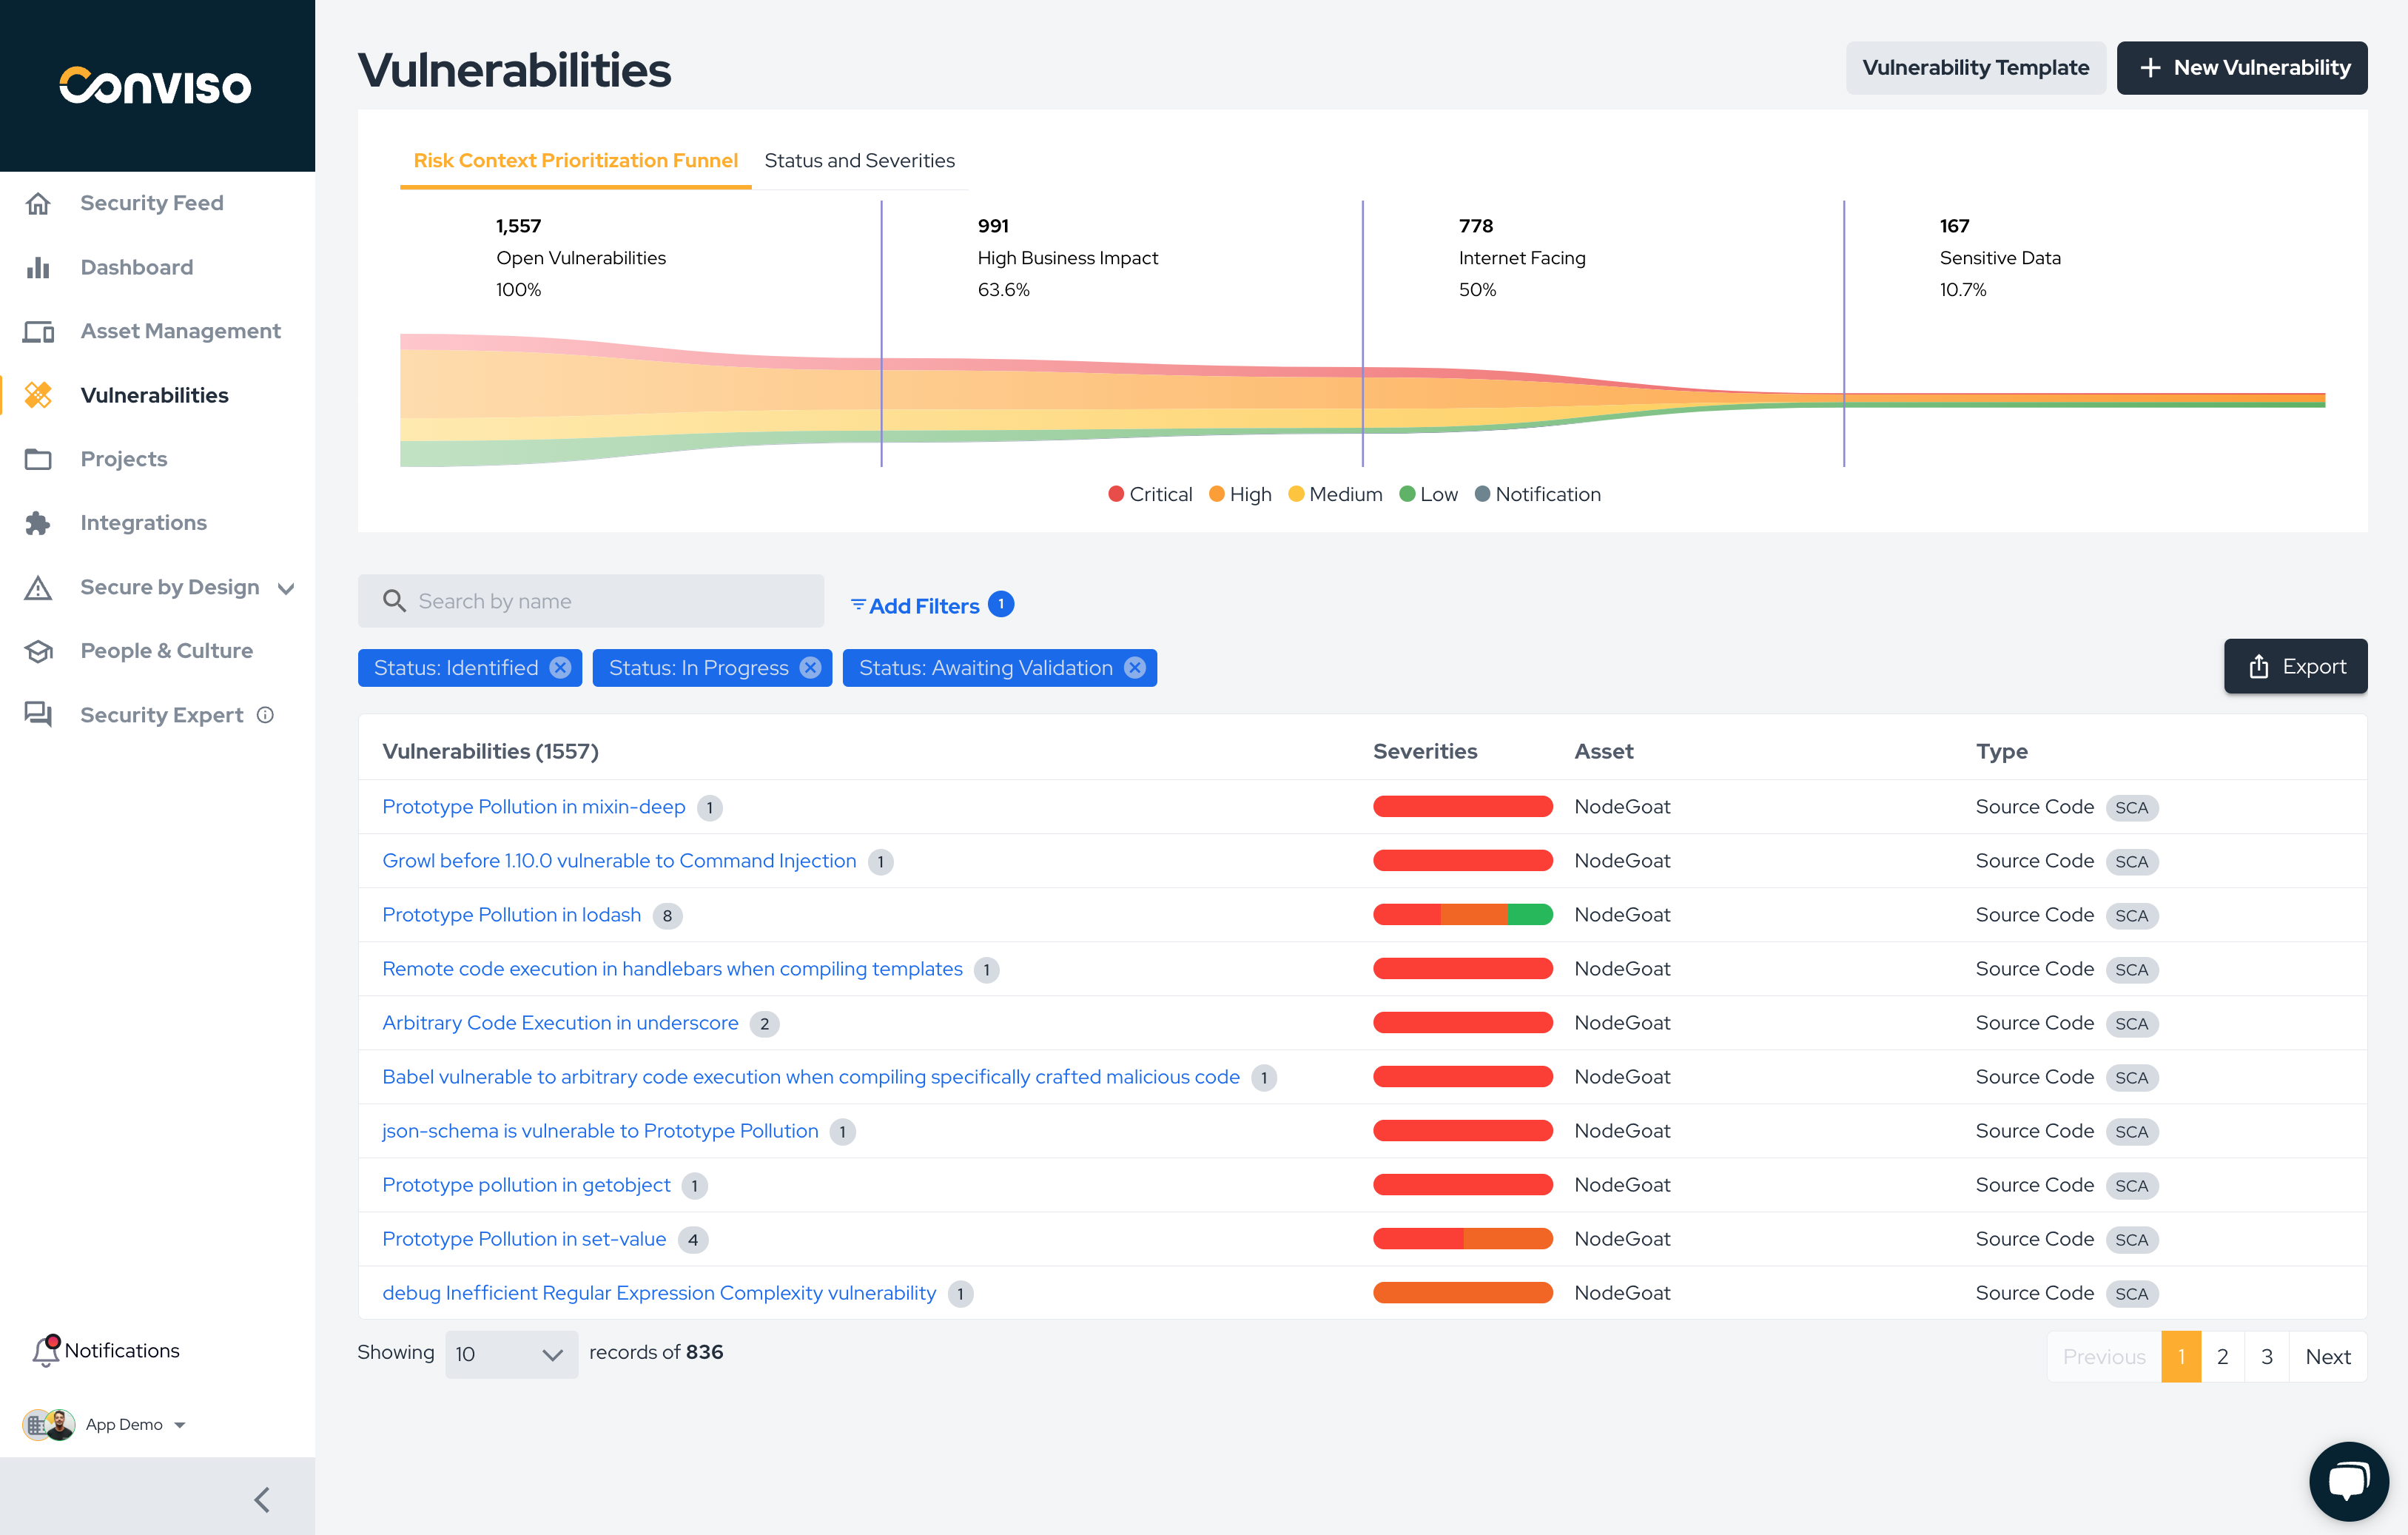 Conviso
Security Feed
Dashboard
Asset Management
Vulnerabilities
Projects
Integrations
Secure by Design
People & Culture
Security Expert
Notifications
App Demo
Vulnerabilities
Vulnerability Template
New Vulnerability
Risk Context Prioritization Funnel
Status and Severities
1,557
Open Vulnerabilities
100%
991
High Business Impact
63.6%
778
Internet Facing
50%
167
Sensitive Data
10.7%
Critical High Medium Low Notification
Search by name
Add Filters 1
Status: Identified
Status: In Progress
Status: Awaiting Validation
Export
Vulnerabilities (1557) Severities Asset Type
Prototype Pollution in mixin-deep 1 NodeGoat Source Code SCA
Growl before 1.10.0 vulnerable to Command Injection 1 NodeGoat Source Code SCA
Prototype Pollution in lodash 8 NodeGoat Source Code SCA
Remote code execution in handlebars when compiling templates 1 NodeGoat Source Code SCA
Arbitrary Code Execution in underscore 2 NodeGoat Source Code SCA
Babel vulnerable to arbitrary code execution when compiling specifically crafted malicious code 1 NodeGoat Source Code SCA
json-schema is vulnerable to Prototype Pollution 1 NodeGoat Source Code SCA
Prototype pollution in getobject 1 NodeGoat Source Code SCA
Prototype Pollution in set-value 4 NodeGoat Source Code SCA
debug Inefficient Regular Expression Complexity vulnerability 1 NodeGoat Source Code SCA
Showing 10 records of 836
Previous 1 2 3 Next